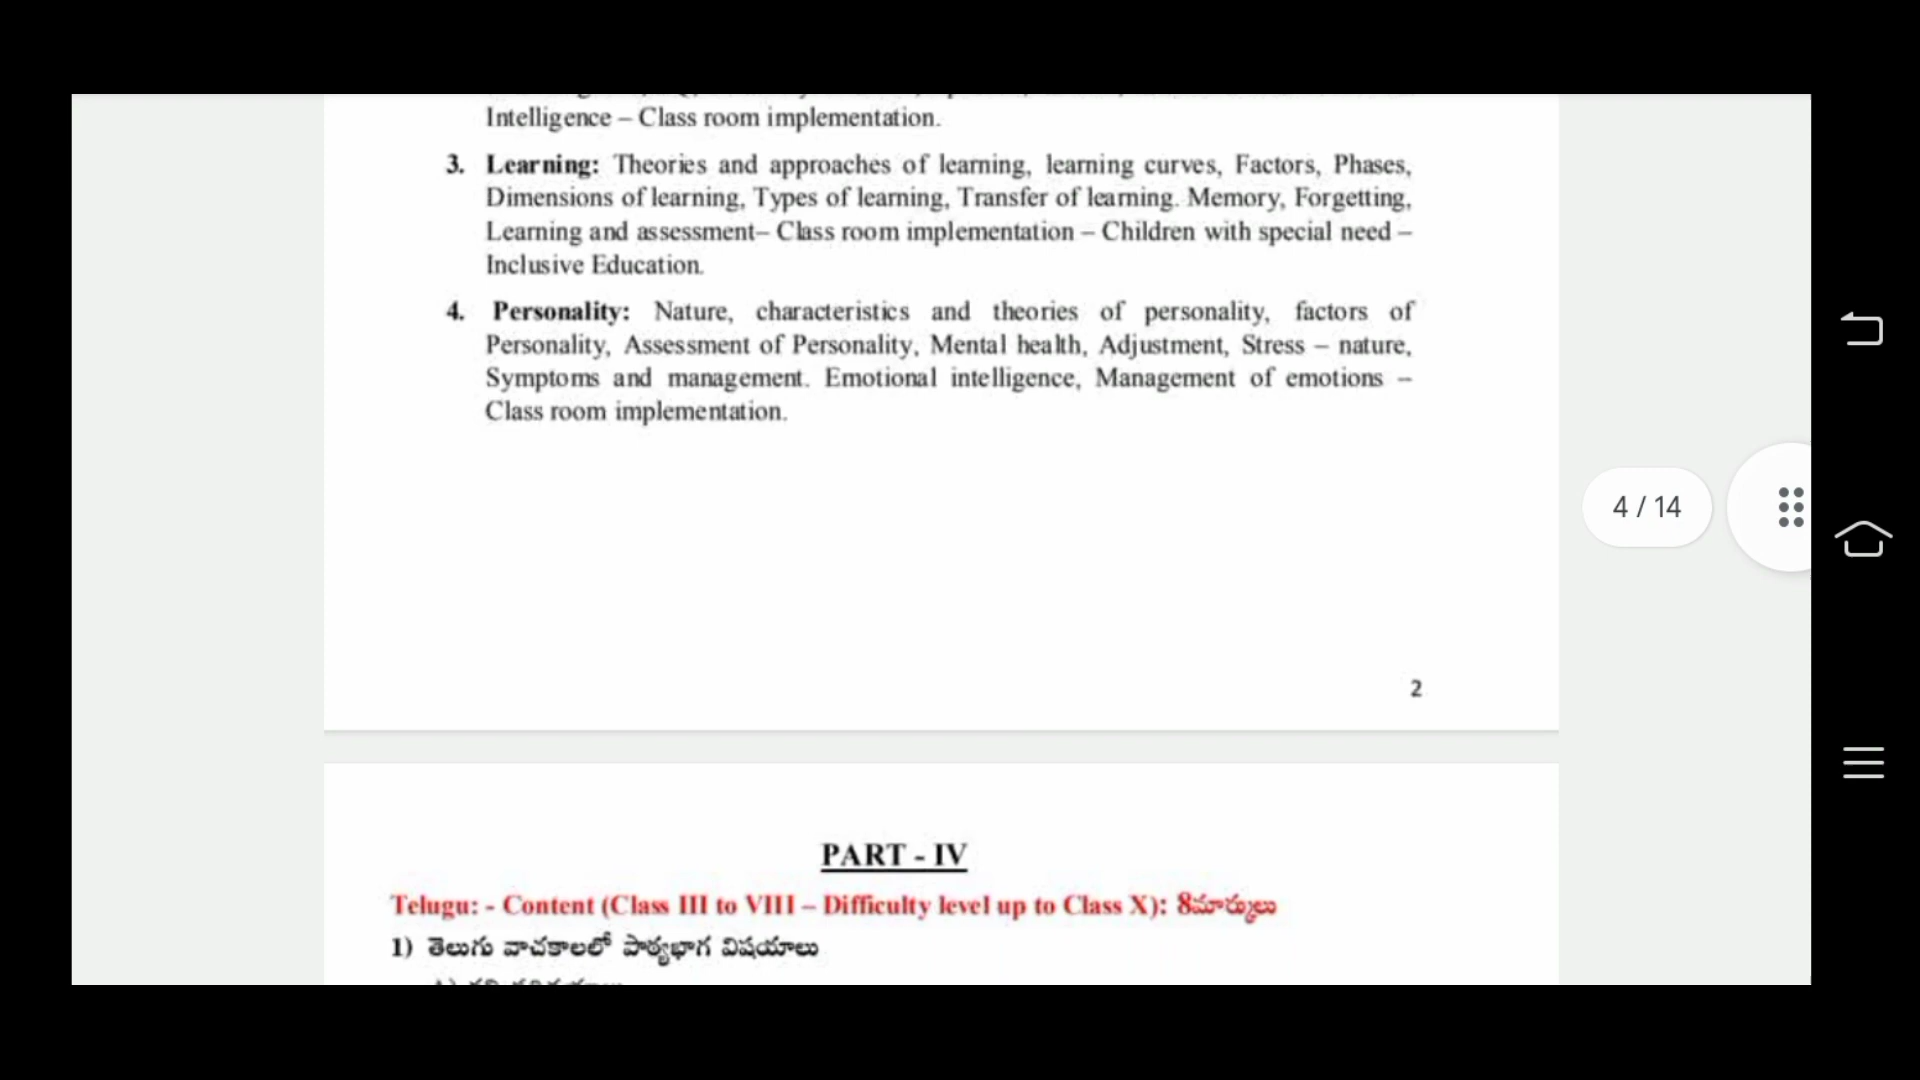 Intelligence – Class room implementation.
3. Learning: Theories and approaches of learning, learning curves, Factors, Phases,
Dimensions of learning, Types of learning, Transfer of learning. Memory, Forgetting,
Learning and assessment– Class room implementation – Children with special need –
Inclusive Education.
4. Personality: Nature, characteristics and theories of personality, factors of
Personality, Assessment of Personality, Mental health, Adjustment, Stress – nature,
Symptoms and management. Emotional intelligence, Management of emotions –
Class room implementation.
4 / 14
2
PART - IV
Telugu: - Content (Class III to VIII – Difficulty level up to Class X): 8మార్కులు
1) తెలుగు వాచకాలలో పాఠ్యభాగ విషయాలు